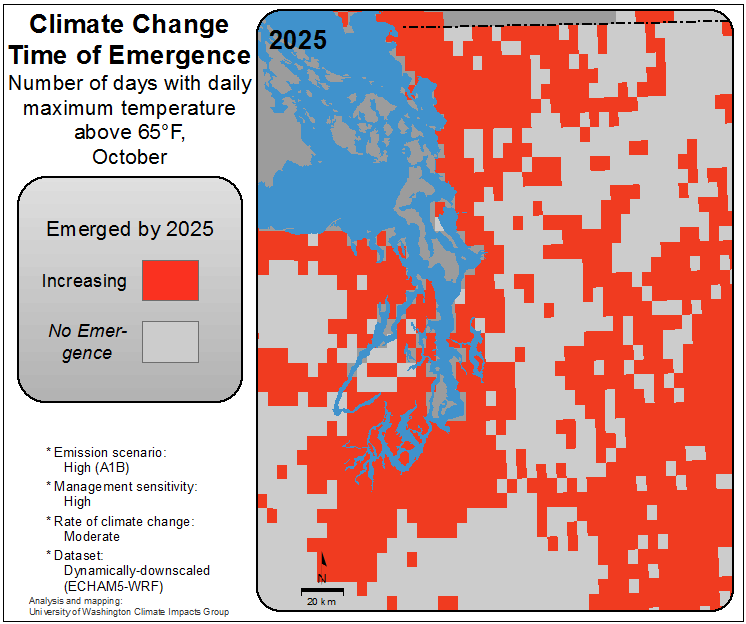 Climate Change
Time of Emergence
Number of days with daily
maximum temperature
above 65°F,
October
Emerged by 2025
Increasing
No Emer-
gence
* Emission scenario:
High (A1B)
* Management sensitivity:
High
* Rate of climate change:
Moderate
* Dataset:
Dynamically-downscaled
(ECHAM5-WRF)
Analysis and mapping:
University of Washington Climate Impacts Group
2025
N
20 km